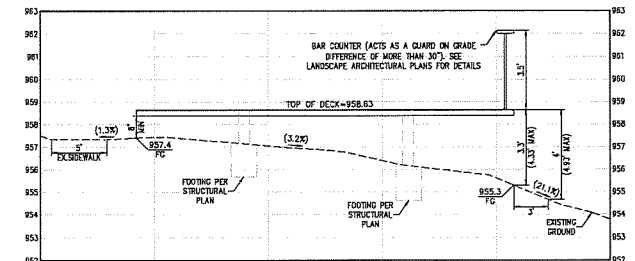 963
962
961
960
959
958
957
956
955
954
953
952
BAR COUNTER (ACTS AS A GUARD ON GRADE
DIFFERENCE OF MORE THAN 30"). SEE
LANDSCAPE ARCHITECTURAL PLANS FOR DETAILS
3.5'
TOP OF DECK=958.63
(1.3%)
5'
EX.SIDEWALK
8"
MIN
957.4
FG
(3.2%)
FOOTING PER
STRUCTURAL
PLAN
FOOTING PER
STRUCTURAL
PLAN
3.3'
(4.33' MAX)
4'
(4.93' MAX)
955.3
FG
(21.1%)
3'
EXISTING
GROUND
963
962
961
960
959
958
957
956
955
954
953
952